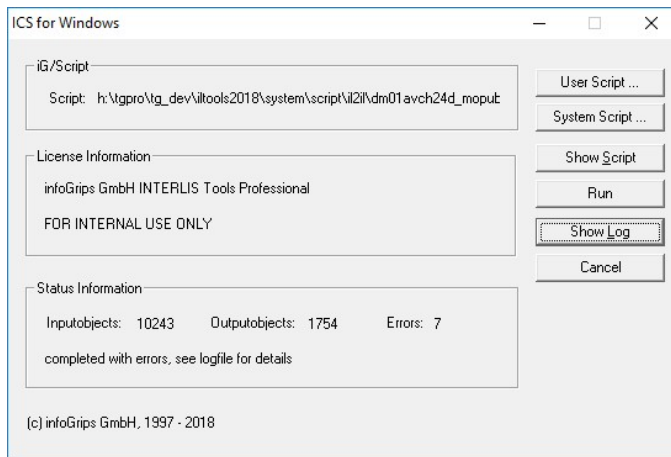 ICS for Windows
iG/Script
Script: h:\tgpro\tg_dev\iltools2018\system\script\il2il\dm01avch24d_mopub
User Script ...
System Script ...
License Information
infoGrips GmbH INTERLIS Tools Professional
FOR INTERNAL USE ONLY
Show Script
Run
Show Log
Cancel
Status Information
Inputobjects: 10243 Outputobjects: 1754 Errors: 7
completed with errors, see logfile for details
(c) infoGrips GmbH, 1997 - 2018